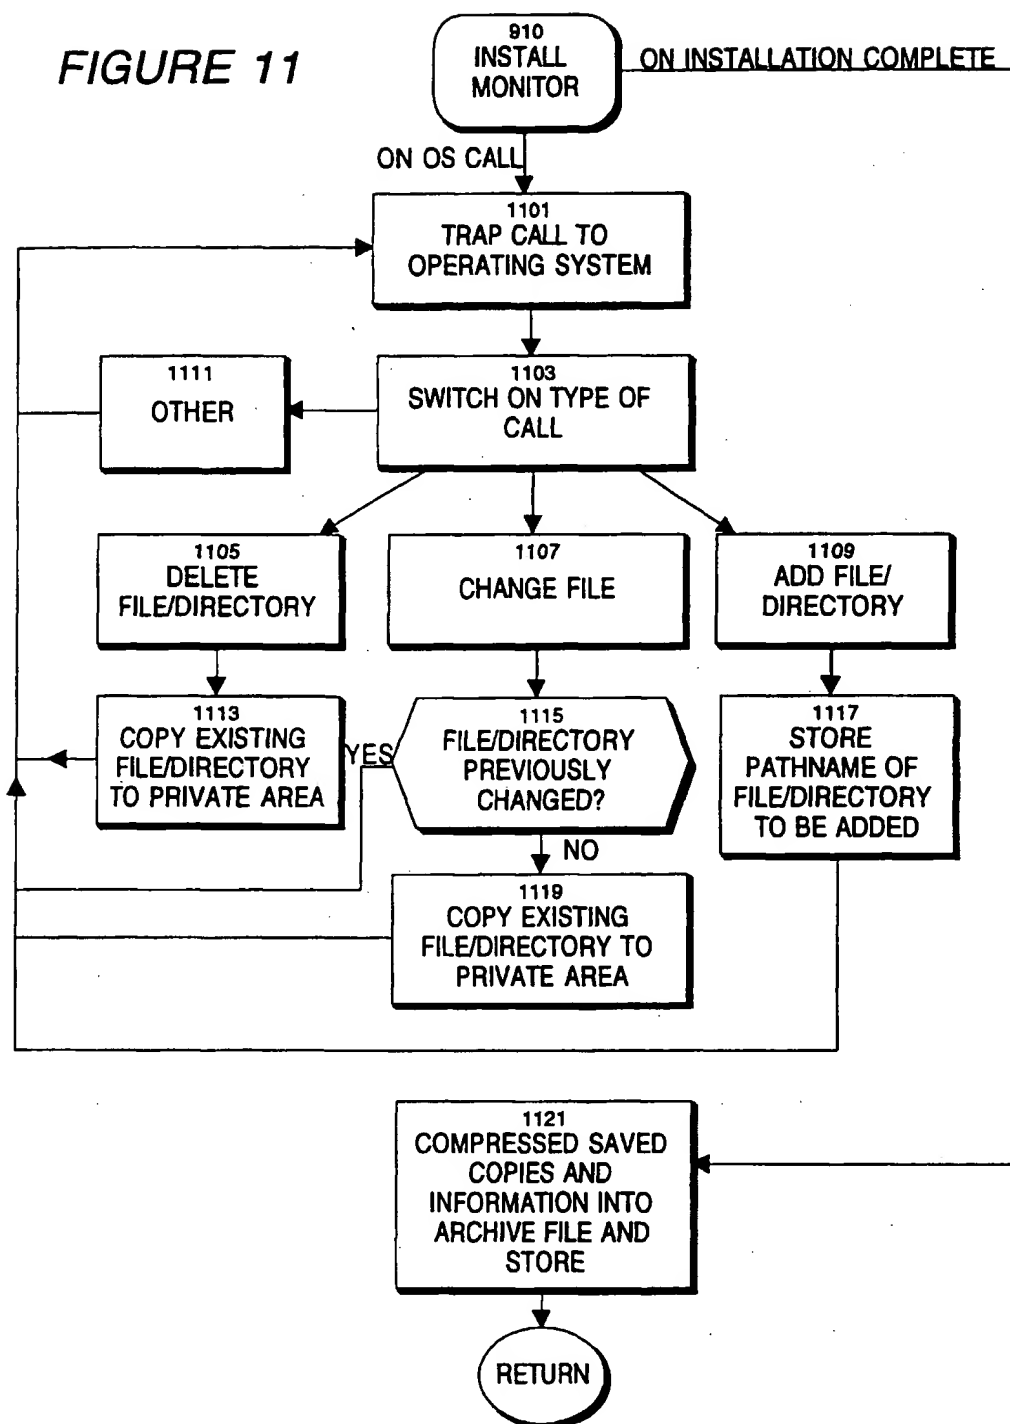 FIGURE 11
910
INSTALL
MONITOR
ON INSTALLATION COMPLETE
ON OS CALL
1101
TRAP CALL TO
OPERATING SYSTEM
1111
OTHER
1103
SWITCH ON TYPE OF
CALL
1105
DELETE
FILE/DIRECTORY
1107
CHANGE FILE
1109
ADD FILE/
DIRECTORY
1113
COPY EXISTING
FILE/DIRECTORY
TO PRIVATE AREA
YES
1115
FILE/DIRECTORY
PREVIOUSLY
CHANGED?
1117
STORE
PATHNAME OF
FILE/DIRECTORY
TO BE ADDED
NO
1119
COPY EXISTING
FILE/DIRECTORY TO
PRIVATE AREA
1121
COMPRESSED SAVED
COPIES AND
INFORMATION INTO
ARCHIVE FILE AND
STORE
RETURN